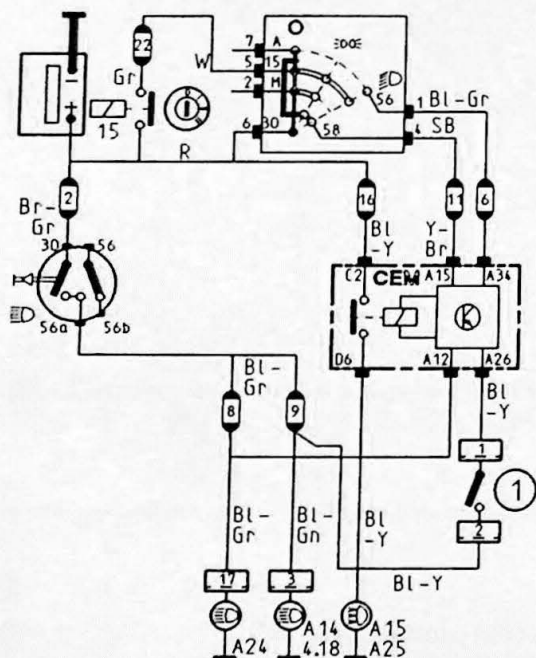 22
7 A
W 5 15
Gr
2 M
15
56
1 Bl-Gr
4 SB
6 30
58
R
2
16
11
6
Br-
Gr
Bl
-Y
Y-
Br
30 56
C2 CEM A15 A34
56a 56b
D6 A12 A26
Bl-
Gr
Bl
-Y
8
9
1
1
Bl-
Gn
Bl-
Gn
Bl
-Y
2
Bl-Y
17
3
A24
A14
4.18
A15
A25